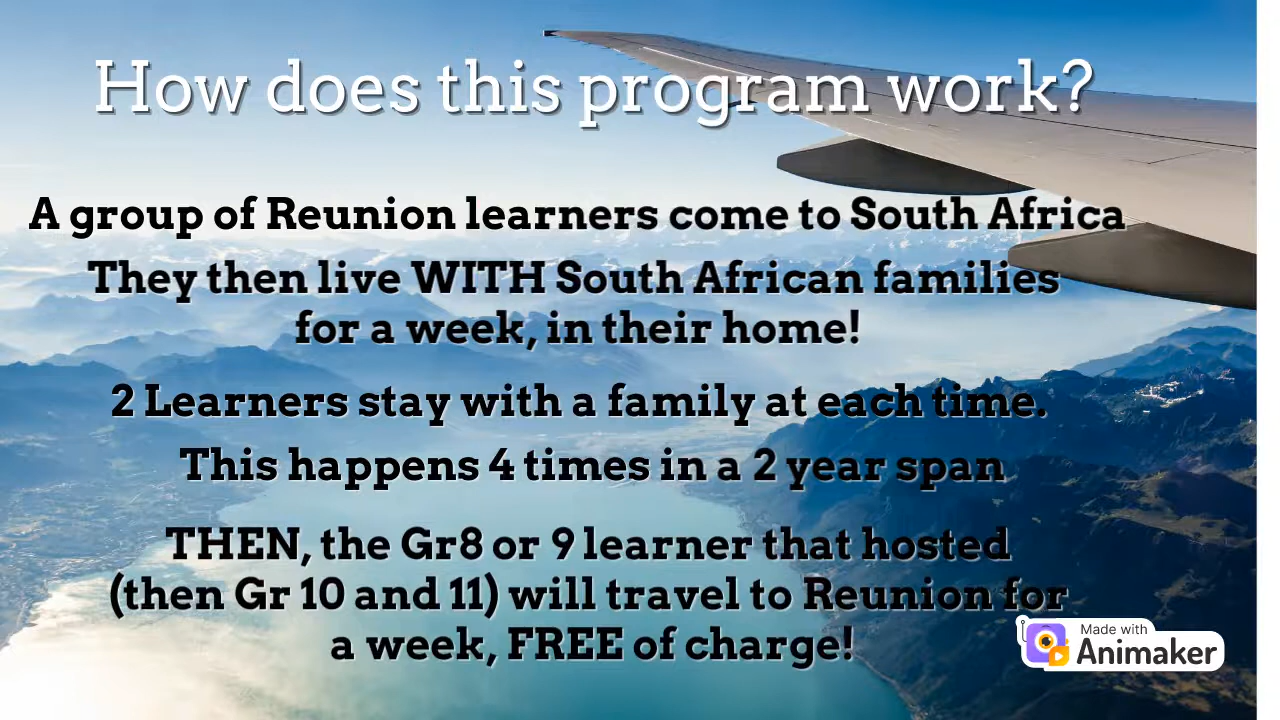 How does this program work?
A group of Reunion learners come to South Africa
They then live WITH South African families
for a week, in their home!
2 Learners stay with a family at each time.
This happens 4 times in a 2 year span
THEN, the Gr8 or 9 learner that hosted
(then Gr 10 and 11) will travel to Reunion for
a week, FREE of charge!
Made with
Animaker